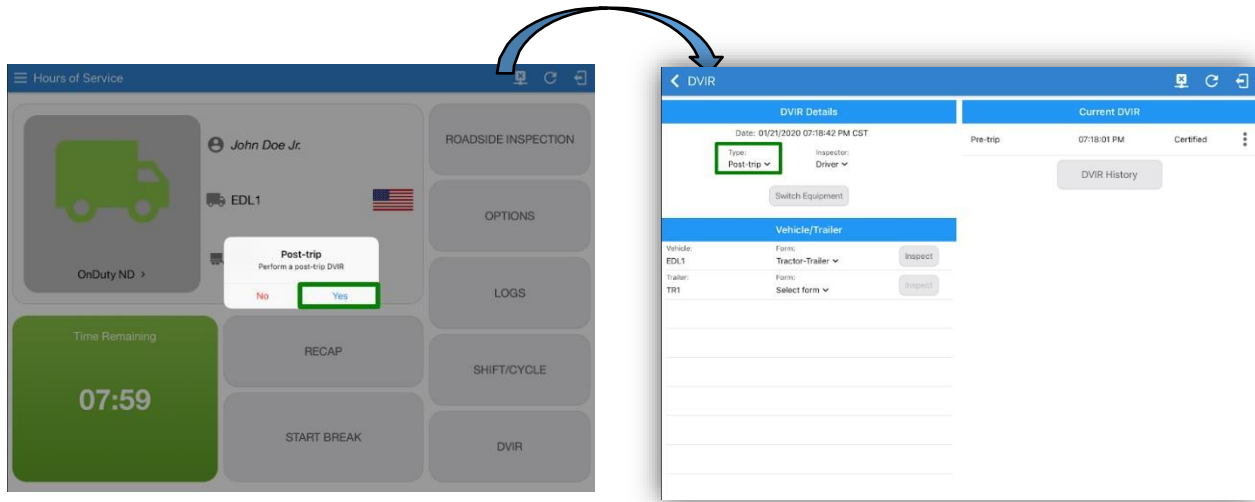 Hours of Service
John Doe Jr.
EDL1
OnDuty ND >
Post-trip
Perform a post-trip DVIR
No Yes
Time Remaining
07:59
RECAP
START BREAK
ROADSIDE INSPECTION
OPTIONS
LOGS
SHIFT/CYCLE
DVIR
DVIR
DVIR Details
Date: 01/21/2020 07:18:42 PM CST
Type: Inspector:
Post-trip Driver
Switch Equipment
Vehicle/Trailer
Vehicle: Form:
EDL1 Tractor-Trailer Inspect
Trailer: Form:
TR1 Select form Inspect
Current DVIR
Pre-trip 07:18:01 PM Certified
DVIR History